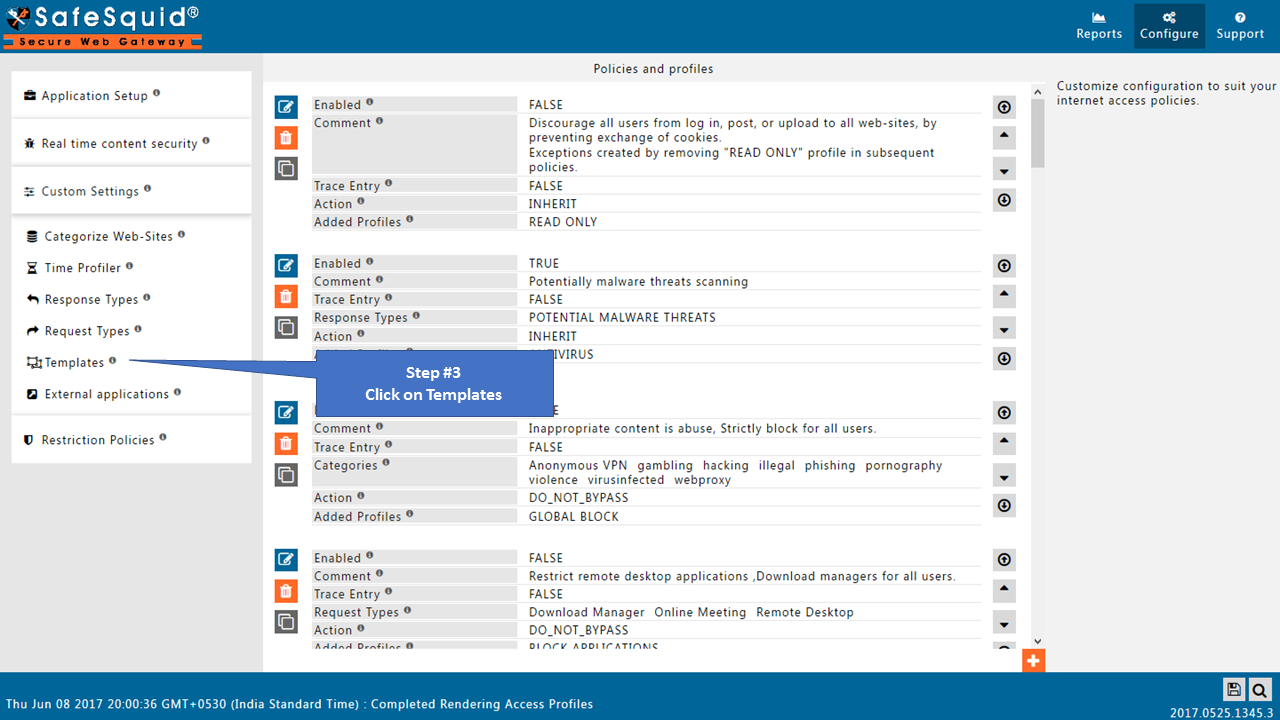 SafeSquid®
Secure Web Gateway
Reports
Configure
Support
Application Setup
Real time content security
Custom Settings
Categorize Web-Sites
Time Profiler
Response Types
Request Types
Templates
External applications
Restriction Policies
Policies and profiles
Enabled FALSE
Comment Discourage all users from log in, post, or upload to all web-sites, by
preventing exchange of cookies.
Exceptions created by removing "READ ONLY" profile in subsequent
policies.
Trace Entry FALSE
Action INHERIT
Added Profiles READ ONLY
Enabled TRUE
Comment Potentially malware threats scanning
Trace Entry FALSE
Response Types POTENTIAL MALWARE THREATS
Action INHERIT
Step #3
Click on Templates
Comment Inappropriate content is abuse, Strictly block for all users.
Trace Entry FALSE
Categories Anonymous VPN gambling hacking illegal phishing pornography
violence virusinfected webproxy
Action DO_NOT_BYPASS
Added Profiles GLOBAL BLOCK
Enabled FALSE
Comment Restrict remote desktop applications ,Download managers for all users.
Trace Entry FALSE
Request Types Download Manager Online Meeting Remote Desktop
Action DO_NOT_BYPASS
Added Profiles BLOCK APPLICATIONS
Customize configuration to suit your
internet access policies.
Thu Jun 08 2017 20:00:36 GMT+0530 (India Standard Time) : Completed Rendering Access Profiles
2017.0525.1345.3